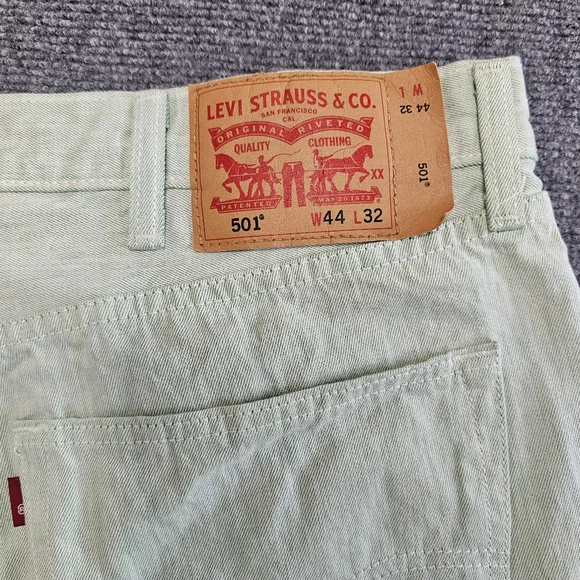 LEVI STRAUSS & CO.
SAN FRANCISCO
CAL.
ORIGINAL RIVETED
QUALITY CLOTHING
XX
PATENTED MAY 20 1873
501® W44 L32
W L
44 32
501®
®